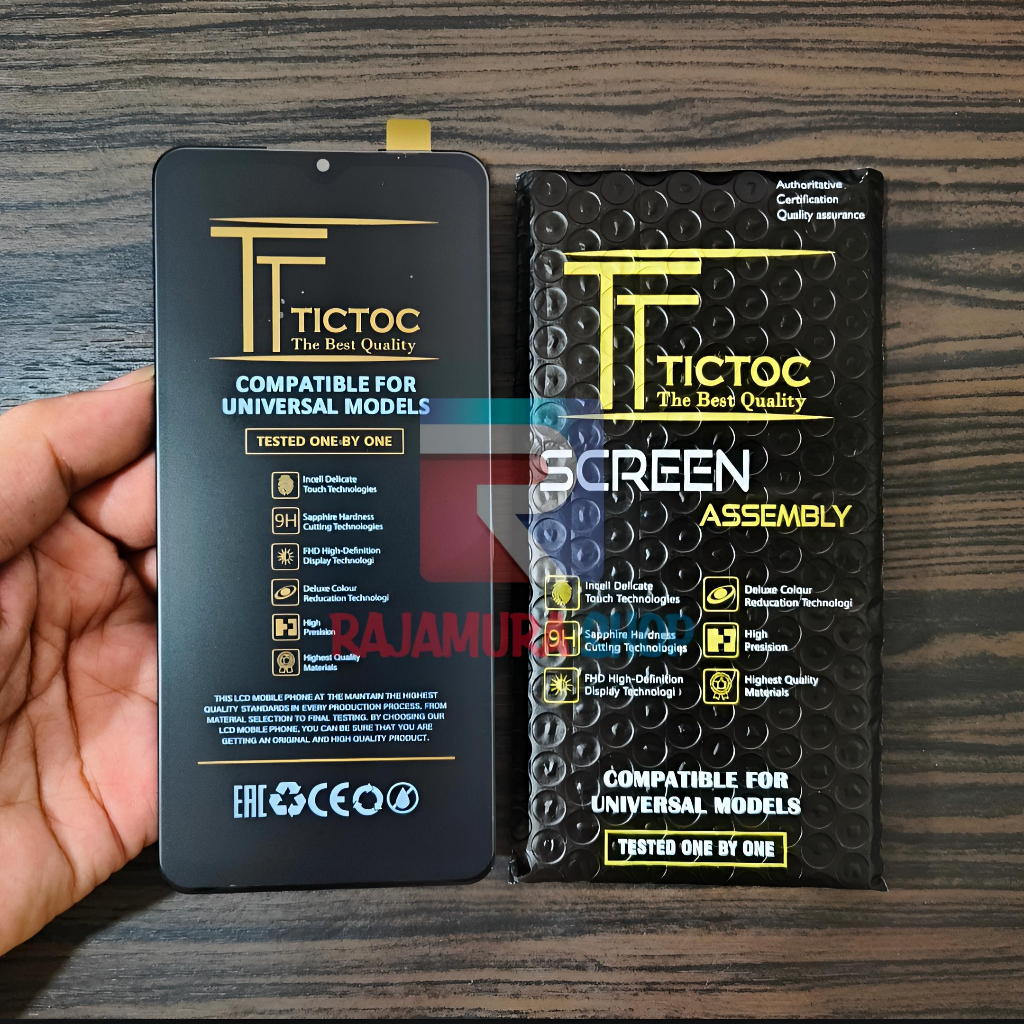 TT
TICTOC
The Best Quality
COMPATIBLE FOR
UNIVERSAL MODELS
TESTED ONE BY ONE
Incell Delicate
Touch Technologies
9H
Sapphire Hardness
Cutting Technologies
FHD High-Definition
Display Technologi
Deluxe Colour
Reducation Technologi
High
Presision
Highest Quality
Materials
THIS LCD MOBILE PHONE AT THE MAINTAIN THE HIGHEST
QUALITY STANDARDS IN EVERY PRODUCTION PROCESS, FROM
MATERIAL SELECTION TO FINAL TESTING. BY CHOOSING OUR
LCD MOBILE PHONE, YOU CAN BE SURE THAT YOU ARE
GETTING AN ORIGINAL AND HIGH QUALITY PRODUCT.
EAC CE
Authoritative
Certification
Quality assurance
TT
TICTOC
The Best Quality
SCREEN
ASSEMBLY
Incell Delicate
Touch Technologies
9H
Sapphire Hardness
Cutting Technologies
FHD High-Definition
Display Technologi
Deluxe Colour
Reducation Technologi
High
Presision
Highest Quality
Materials
COMPATIBLE FOR
UNIVERSAL MODELS
TESTED ONE BY ONE
RAJAMURA SHOP